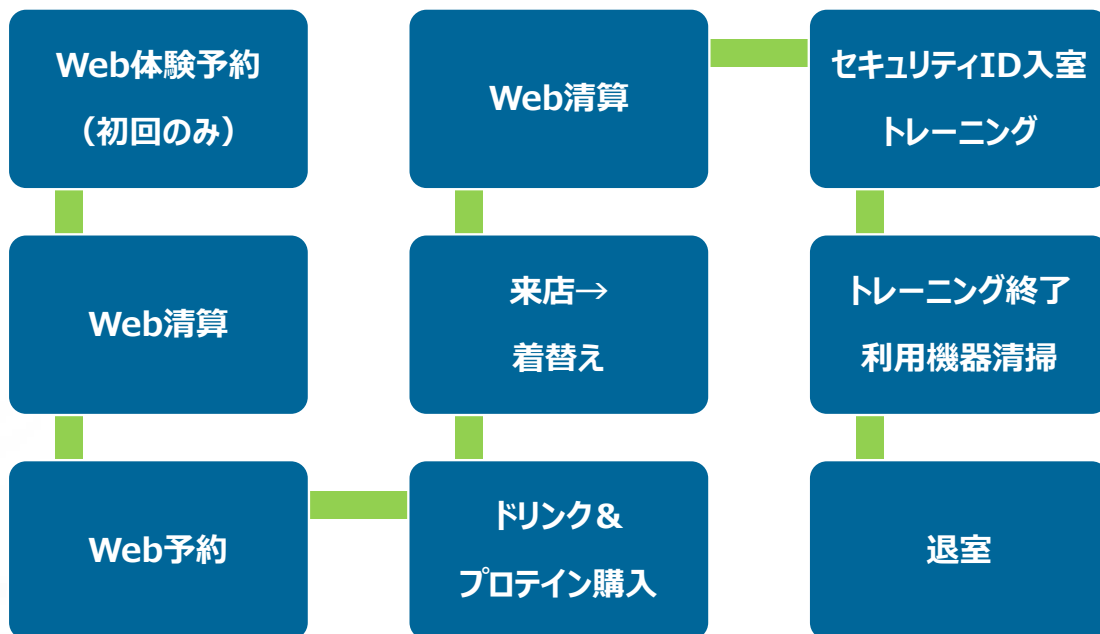 Web体験予約
（初回のみ）
Web清算
Web予約
ドリンク＆
プロテイン購入
来店→
着替え
Web清算
セキュリティID入室
トレーニング
トレーニング終了
利用機器清掃
退室